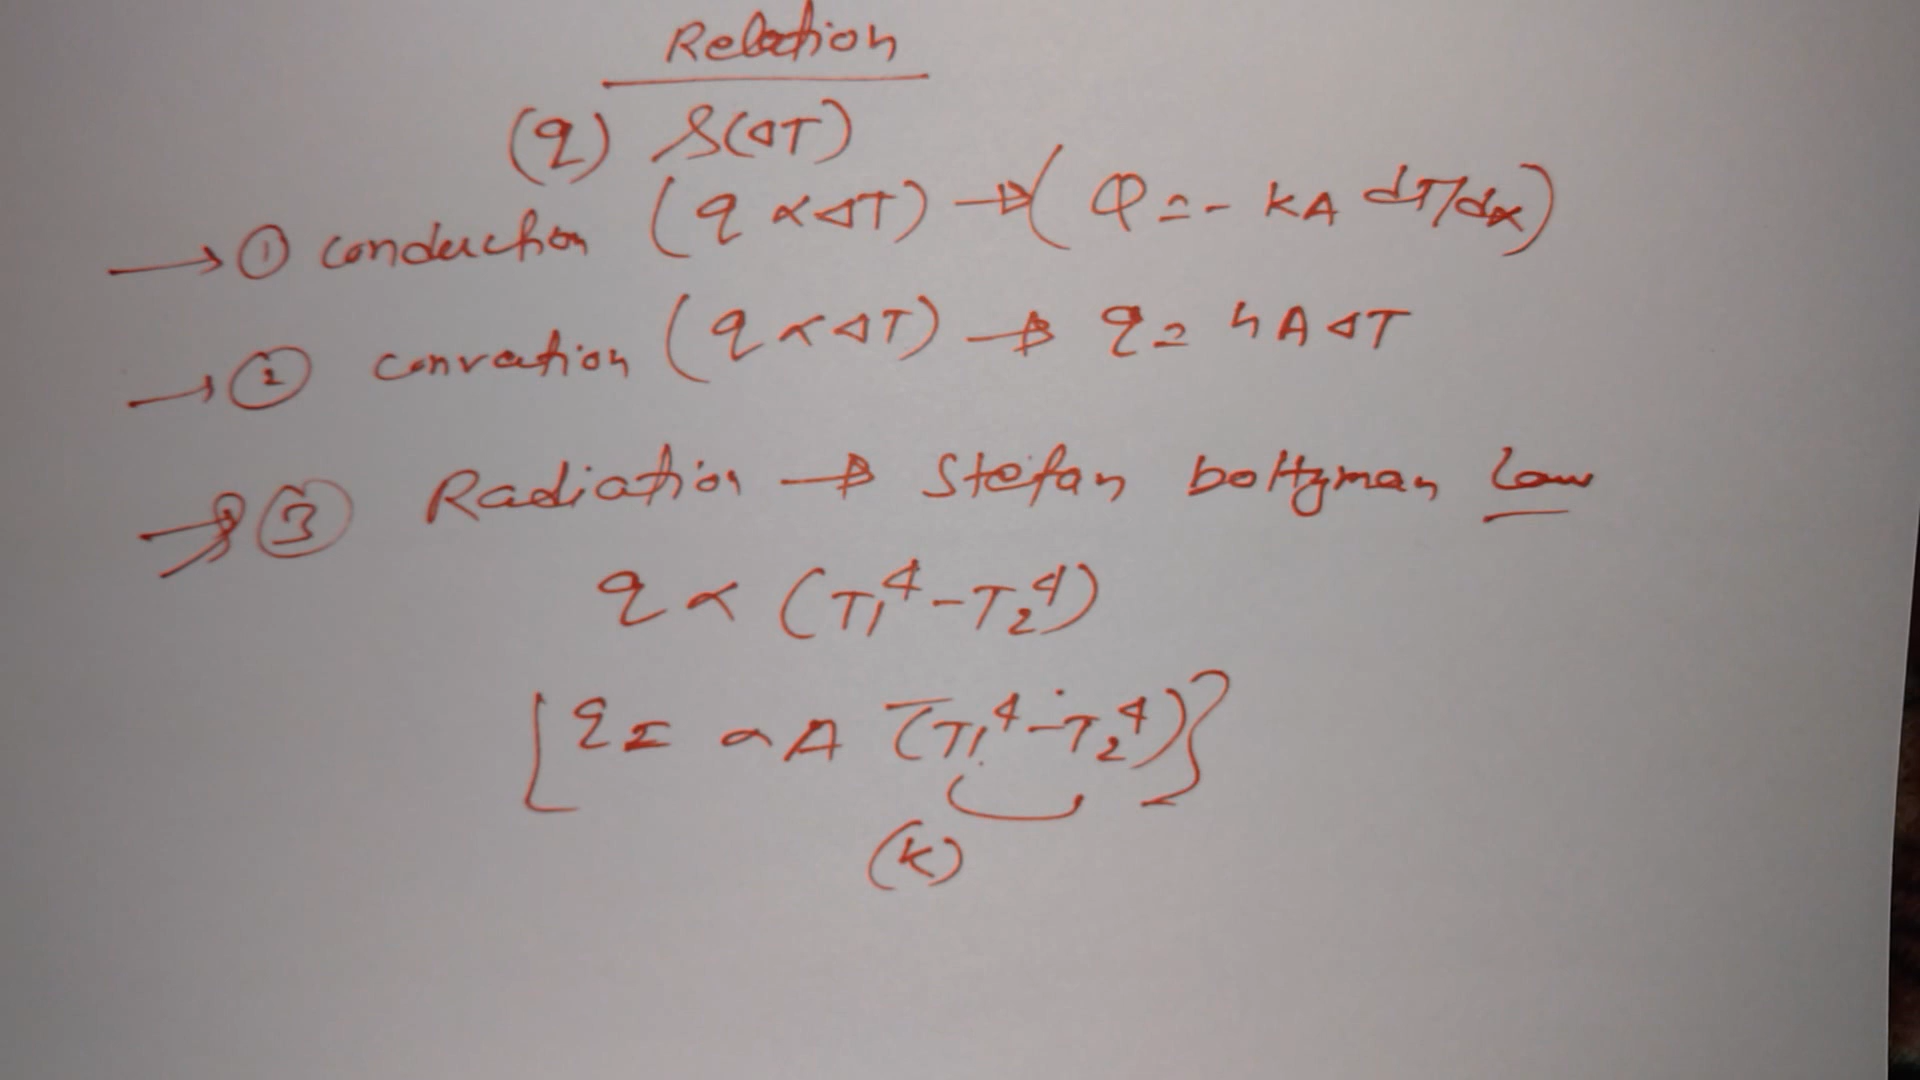 Relation
(q) & (ΔT)
→ ① conduction (q ∝ ΔT) → (Q = - KA dT/dx)
→ ② convection (q ∝ ΔT) → q = hAΔT
→ ③ Radiation → Stefan boltzman law
q ∝ (T₁⁴ - T₂⁴)
[q = σA (T₁⁴ - T₂⁴)]
(K)